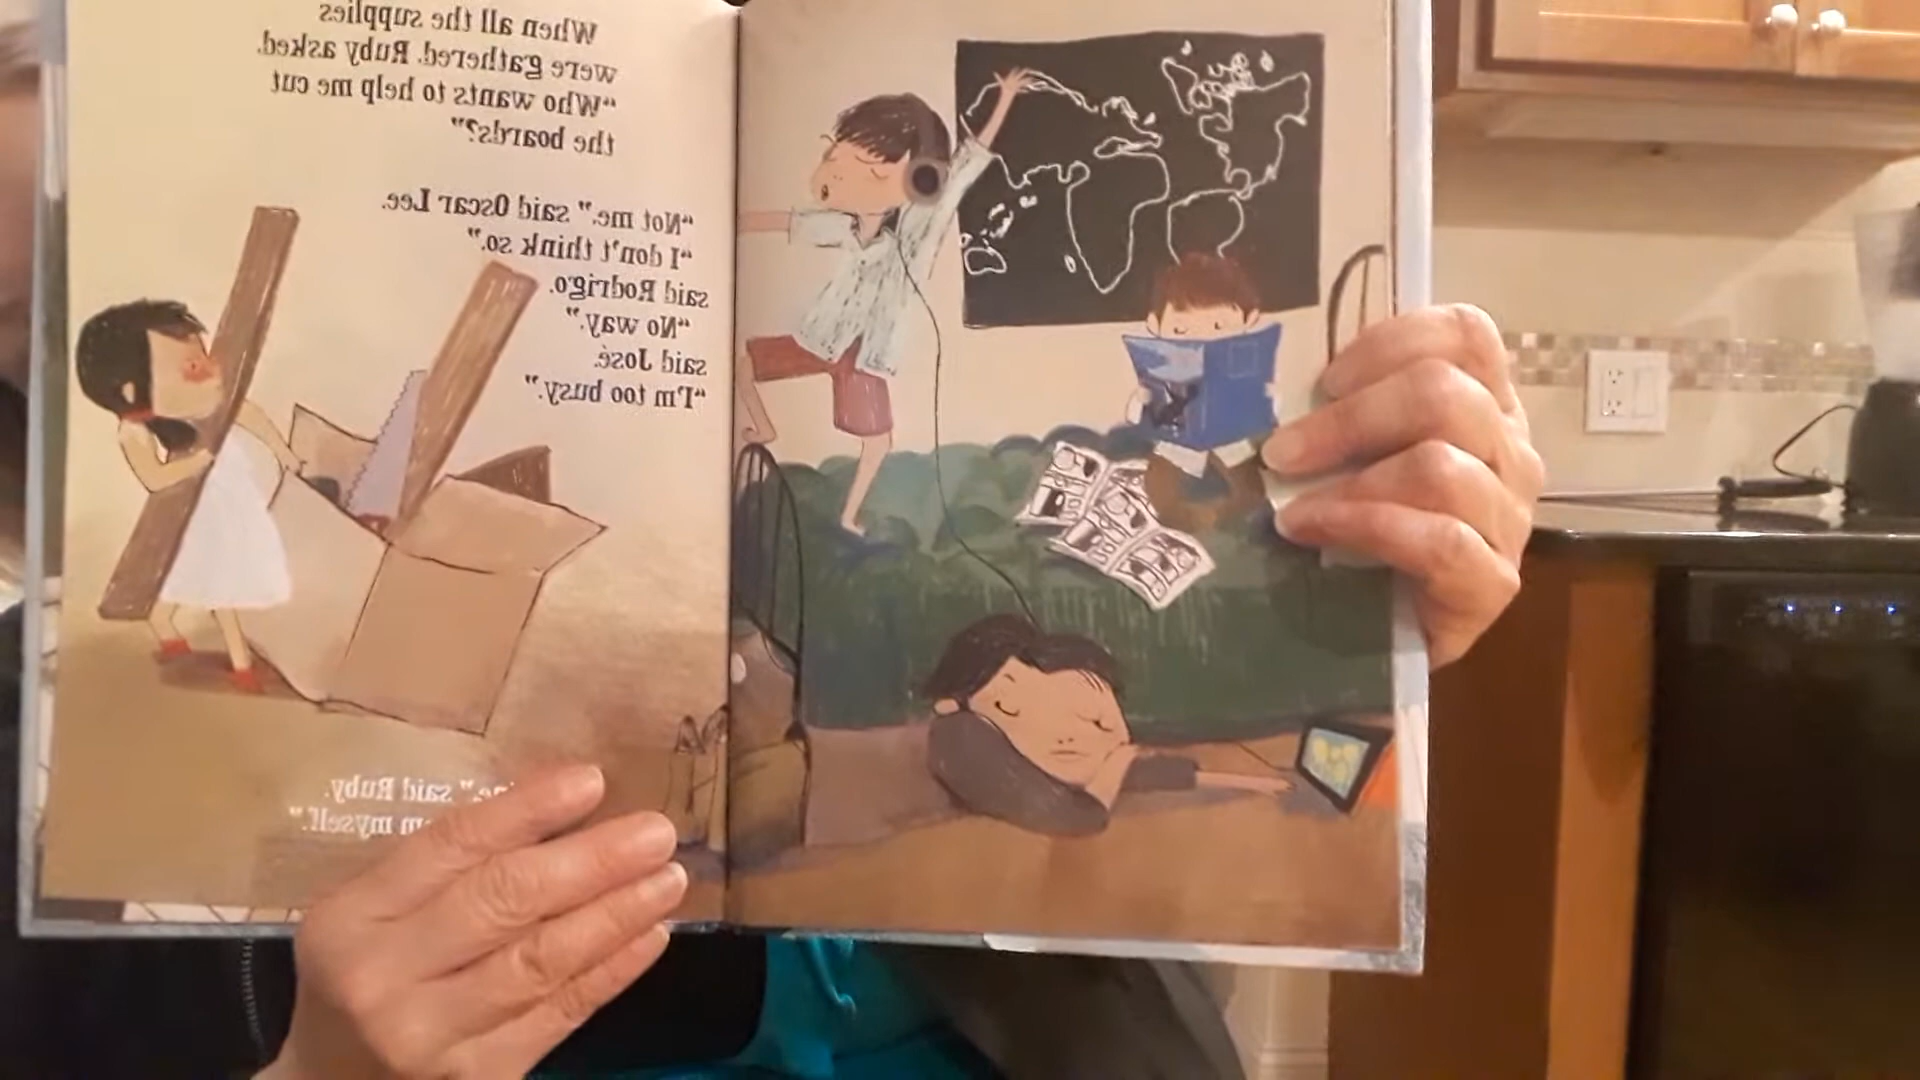 When all the supplies
were gathered. Ruby asked.
“Who wants to help me cut
the boards?”
“Not me.” said Oscar Lee.
“I don't think so.”
said Rodrigo.
“No way.”
said José.
“I'm too busy.”
said Ruby.
myself.”